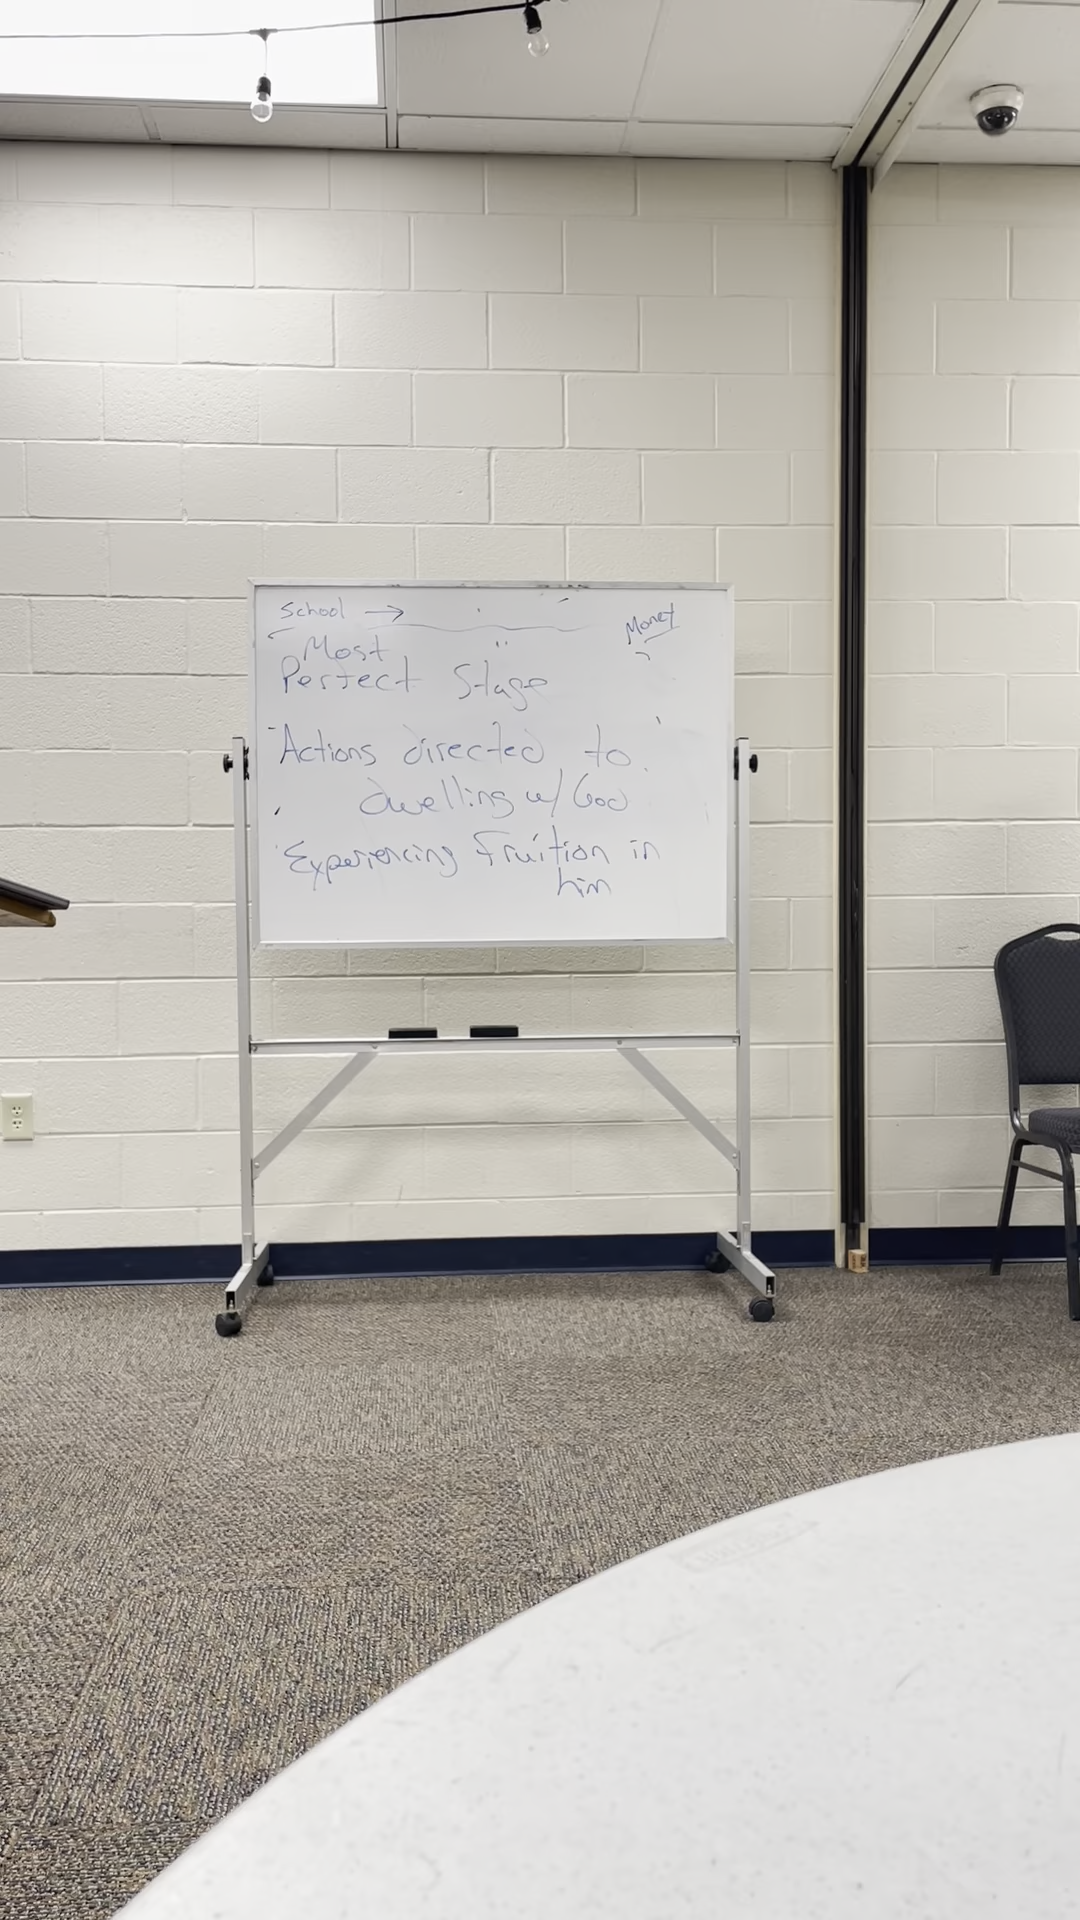 School →
Money
Most
Perfect Stage
Actions directed to
dwelling w/ God
Experiencing Fruition in
him